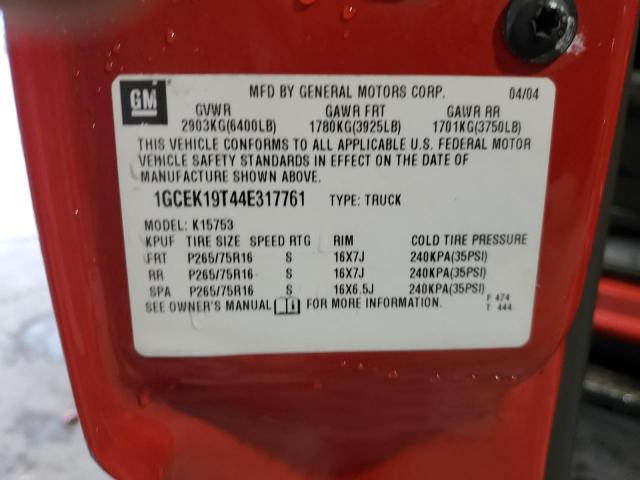 GM
MFD BY GENERAL MOTORS CORP. 04/04
GVWR GAWR FRT GAWR RR
2903KG(6400LB) 1780KG(3925LB) 1701KG(3750LB)
THIS VEHICLE CONFORMS TO ALL APPLICABLE U.S. FEDERAL MOTOR
VEHICLE SAFETY STANDARDS IN EFFECT ON THE DATE OF
MANUFACTURE SHOWN ABOVE.
1GCEK19T44E317761 TYPE: TRUCK
MODEL: K15753
KPUF TIRE SIZE SPEED RTG RIM COLD TIRE PRESSURE
FRT P265/75R16 S 16X7J 240KPA(35PSI)
RR P265/75R16 S 16X7J 240KPA(35PSI)
SPA P265/75R16 S 16X6.5J 240KPA(35PSI)
SEE OWNER'S MANUAL FOR MORE INFORMATION. F 474
T 444